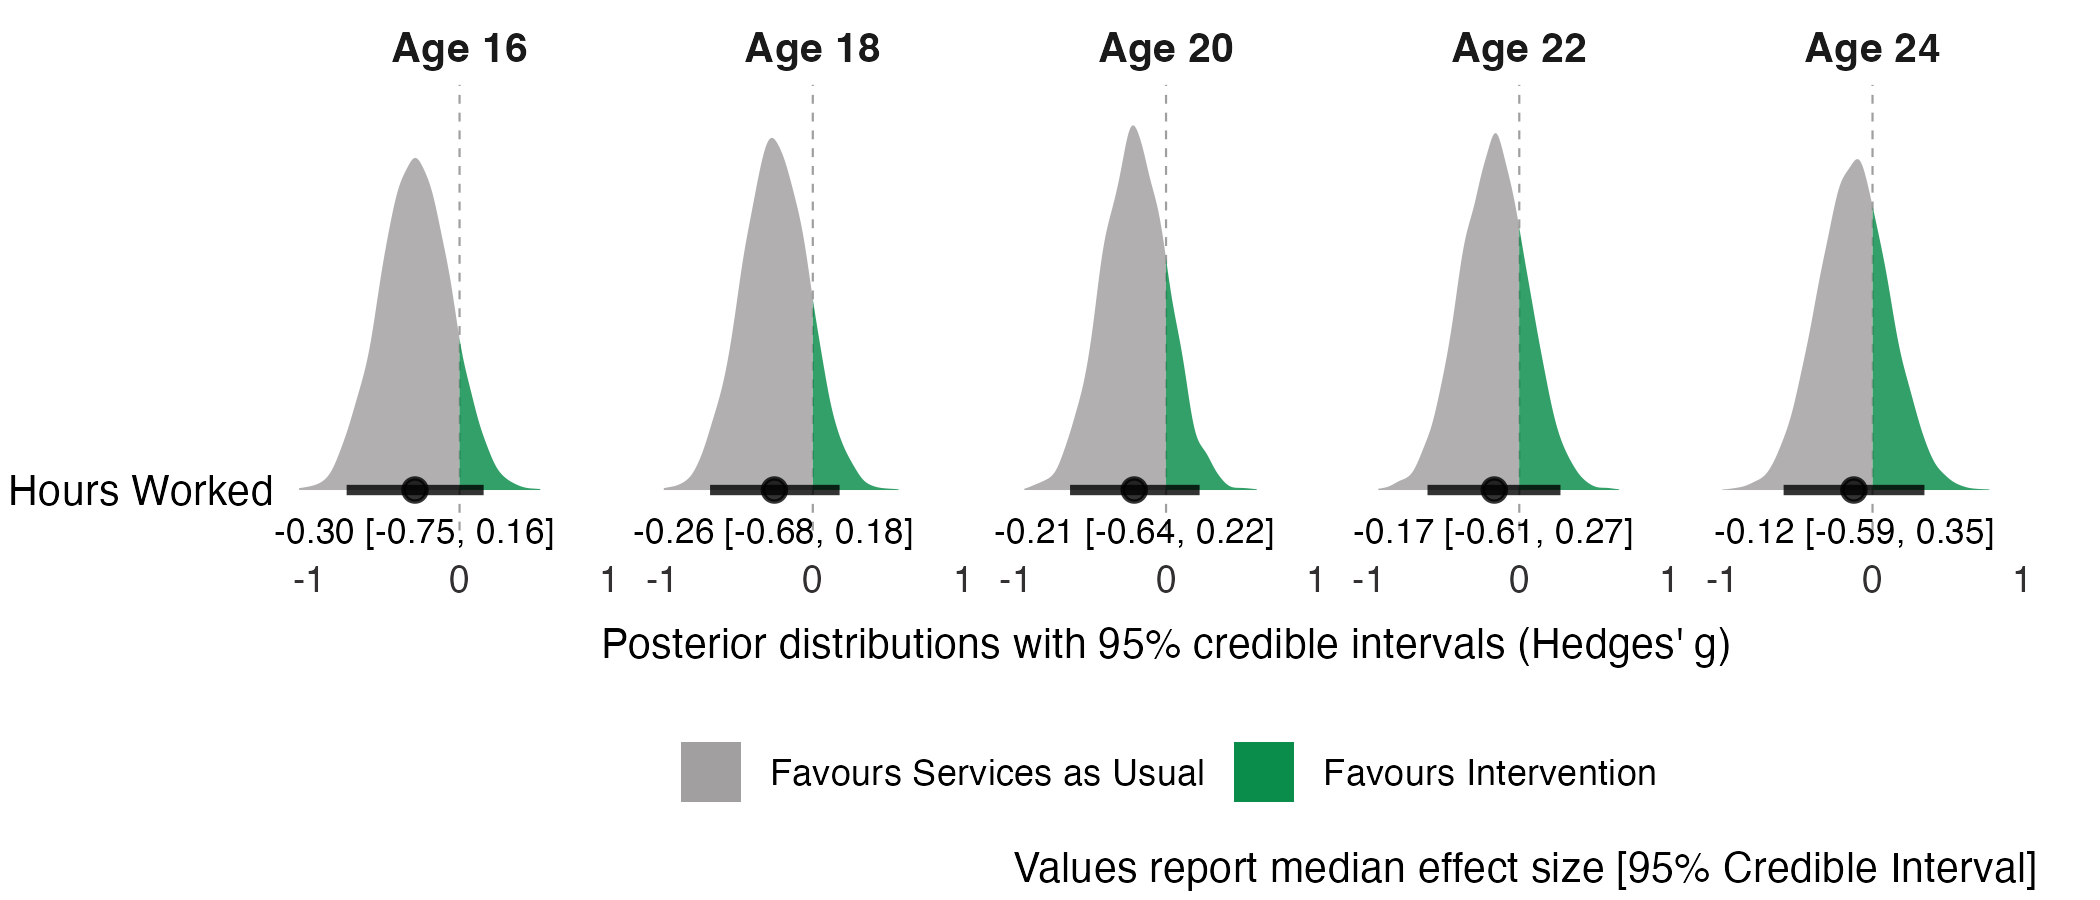 Age 16 Age 18 Age 20 Age 22 Age 24
Hours Worked
-0.30 [-0.75, 0.16] -0.26 [-0.68, 0.18] -0.21 [-0.64, 0.22] -0.17 [-0.61, 0.27] -0.12 [-0.59, 0.35]
-1 0 1 -1 0 1 -1 0 1 -1 0 1 -1 0 1
Posterior distributions with 95% credible intervals (Hedges' g)
Favours Services as Usual Favours Intervention
Values report median effect size [95% Credible Interval]